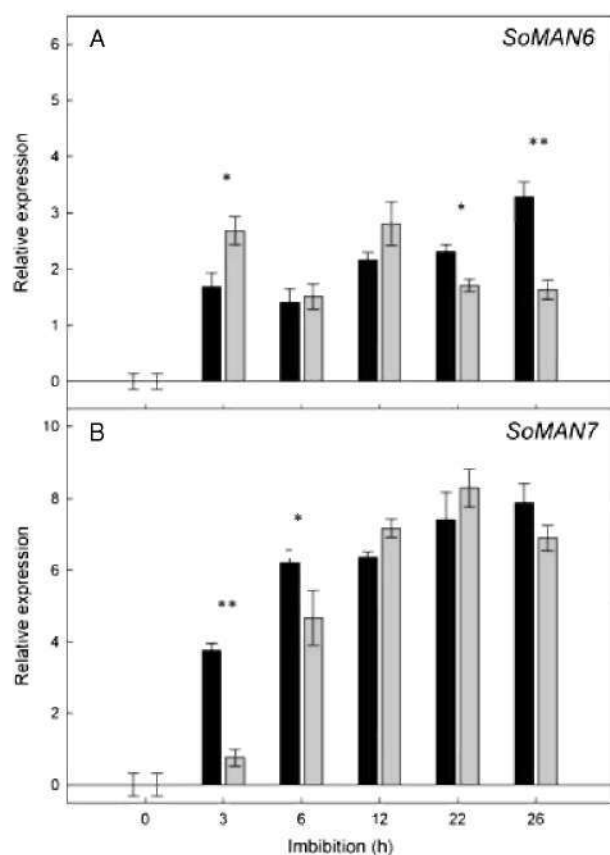 A
SoMAN6
6
5
4
3
2
1
0
Relative expression
*
*
**
B
SoMAN7
10
8
6
4
2
0
Relative expression
**
*
0 3 6 12 22 26
Imbibition (h)